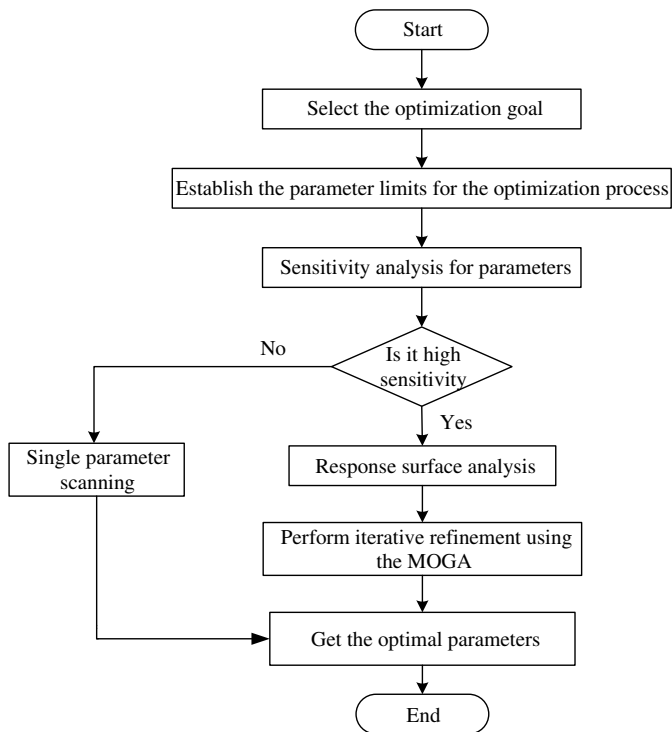 Start
Select the optimization goal
Establish the parameter limits for the optimization process
Sensitivity analysis for parameters
Is it high
sensitivity
No
Yes
Single parameter
scanning
Response surface analysis
Perform iterative refinement using
the MOGA
Get the optimal parameters
End